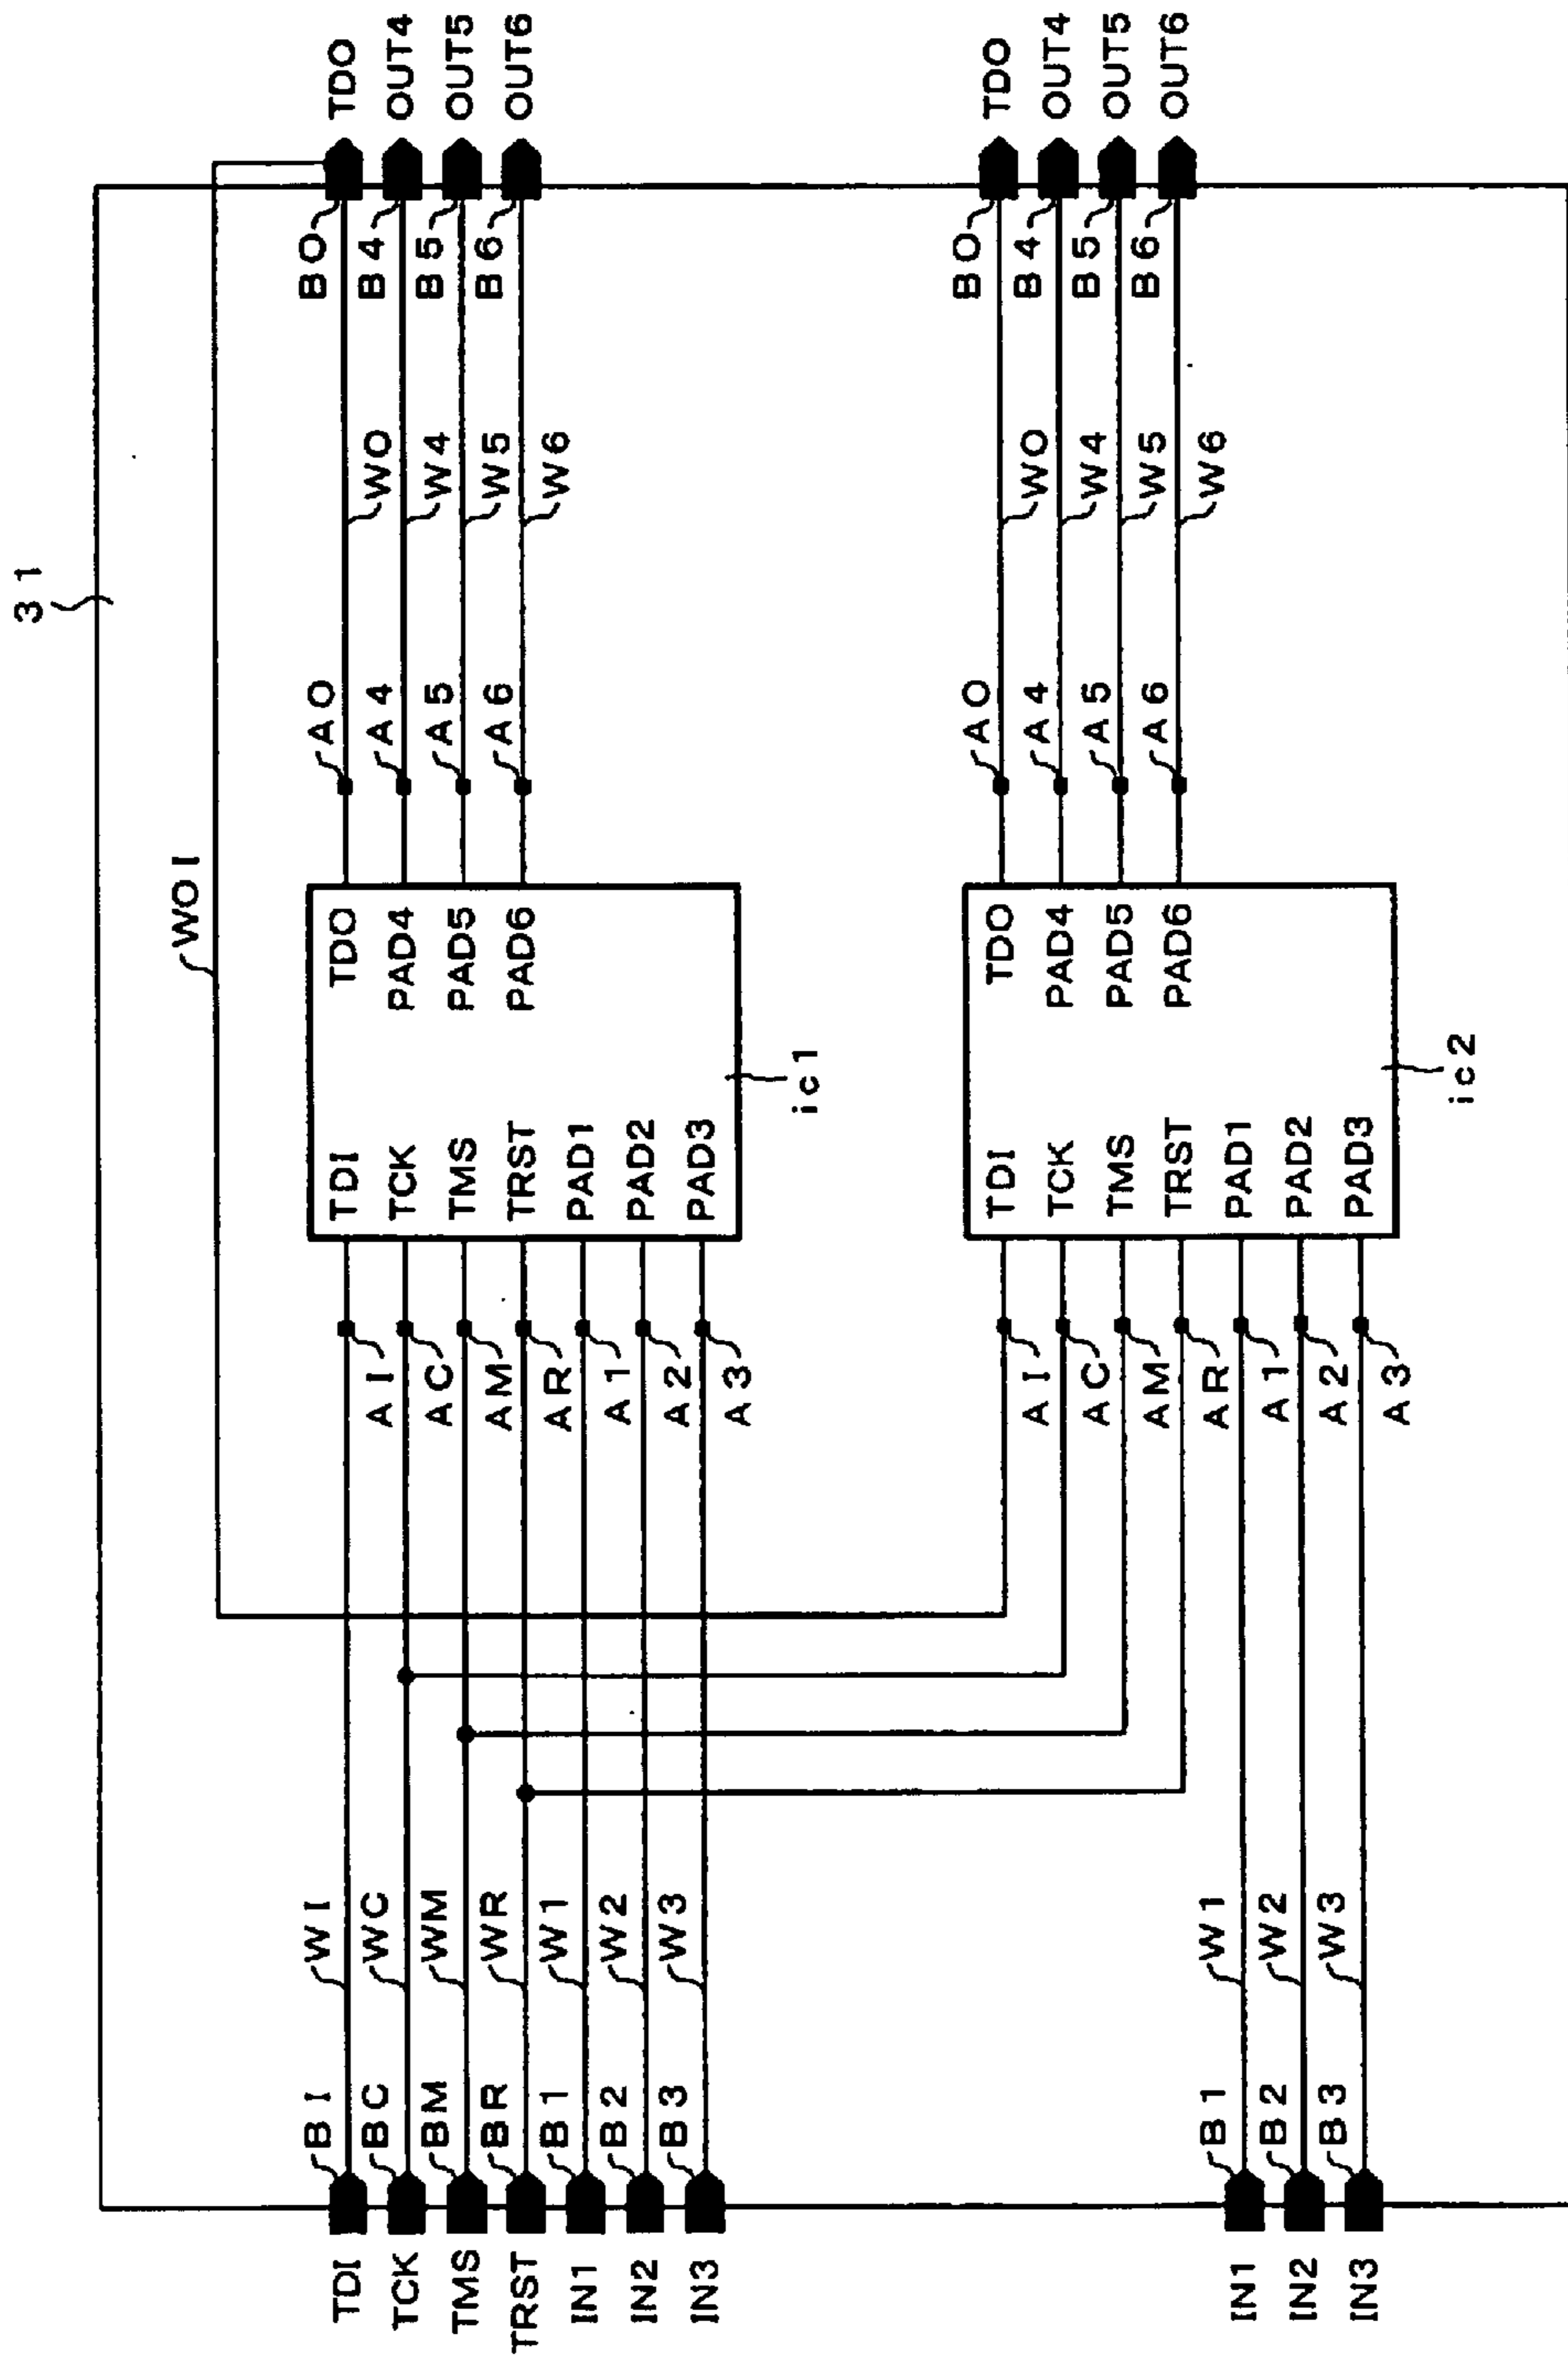 31
WOI
TDI
BI
WI
AI
TDI
TDO
AO
WO
BO
TDO
TCK
BC
WC
AC
TCK
PAD4
A4
W4
B4
OUT4
TMS
BM
WM
AM
TMS
PAD5
A5
W5
B5
OUT5
TRST
BR
WR
AR
TRST
PAD6
A6
W6
B6
OUT6
IN1
B1
W1
A1
PAD1
IN2
B2
W2
A2
PAD2
IN3
B3
W3
A3
PAD3
ic1
AI
TDI
TDO
AO
WO
BO
TDO
AC
TCK
PAD4
A4
W4
B4
OUT4
AM
TMS
PAD5
A5
W5
B5
OUT5
AR
TRST
PAD6
A6
W6
B6
OUT6
IN1
B1
W1
A1
PAD1
IN2
B2
W2
A2
PAD2
IN3
B3
W3
A3
PAD3
ic2